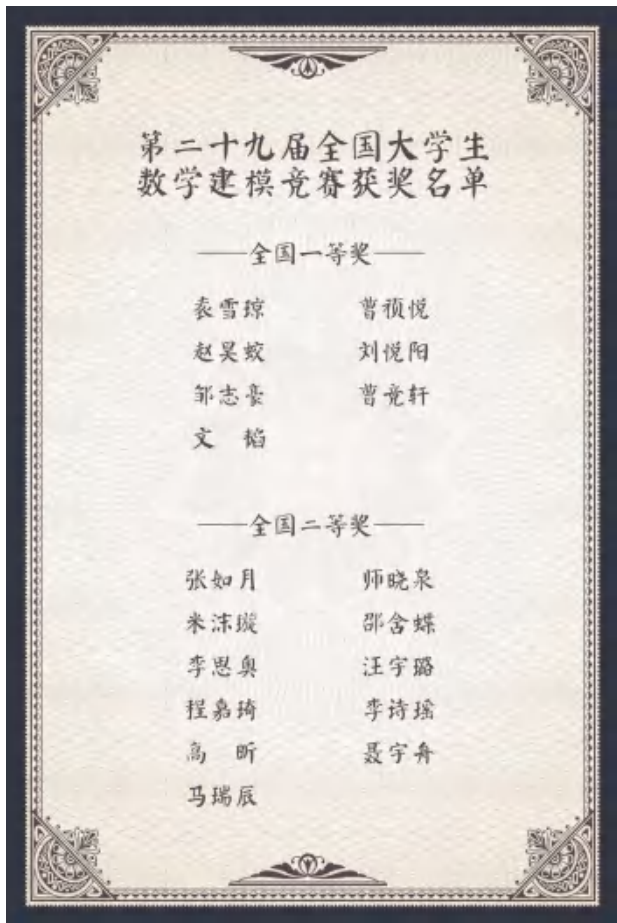 第二十九届全国大学生
数学建模竞赛获奖名单
全国一等奖
袁雪琼 曹祯悦
赵昊蛟 刘悦阳
邹志豪 曹竞轩
文 韬
全国二等奖
张如月 师晓泉
米沫璇 邵含蝶
李思奥 汪宇璐
程嘉琦 李诗瑶
高 昕 聂宇舟
马瑞辰